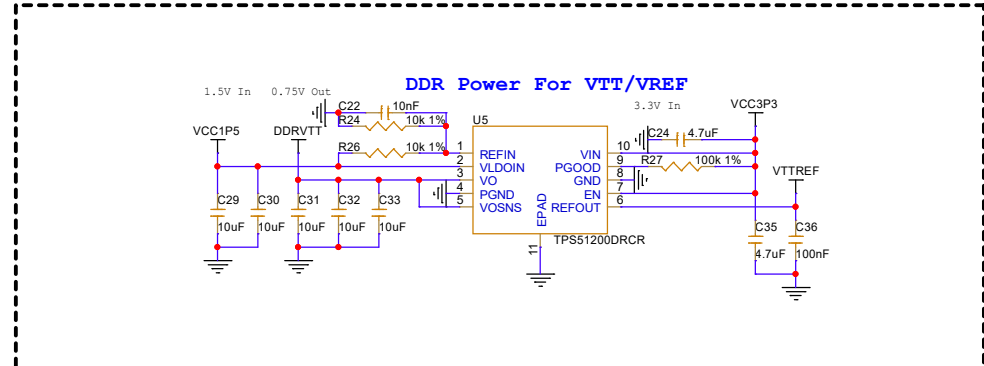 DDR Power For VTT/VREF
1.5V In 0.75V Out
3.3V In
VCC3P3
C22 10nF
R24 10k 1%
U5
C24 4.7uF
VCC1P5 DDRVTT
R26 10k 1%
1 REFIN VIN 10
2 VLDOIN PGOOD 9 R27 100k 1%
3 VO GND 8
4 PGND EN 7
5 VOSNS REFOUT 6
VTTREF
EPAD
C29 C30 C31 C32 C33
10uF 10uF 10uF 10uF 10uF
C35 C36
4.7uF 100nF
TPS51200DRCR
11